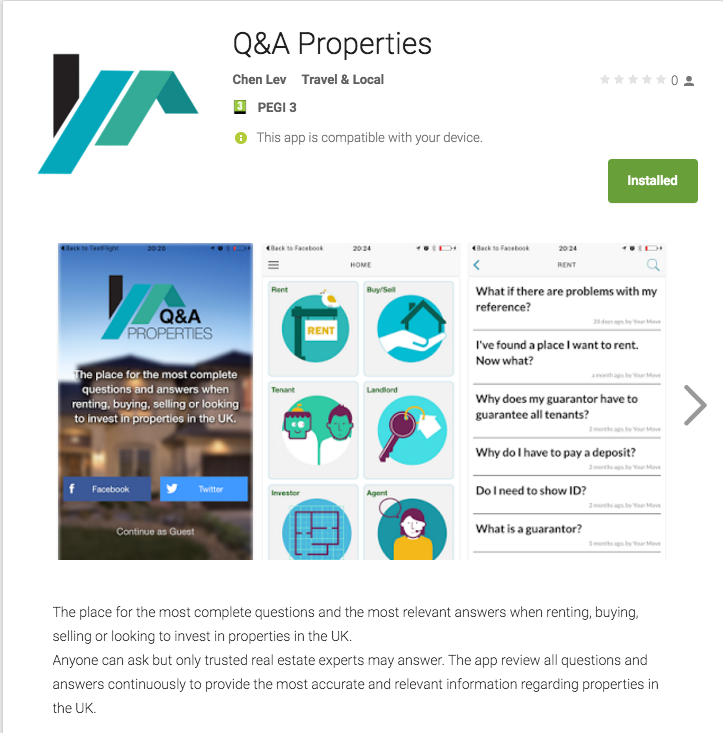 Q&A Properties
Chen Lev Travel & Local
0
3 PEGI 3
This app is compatible with your device.
Installed
Back to TestFlight 20:20
Q&A
PROPERTIES
The place for the most complete
questions and answers when
renting, buying, selling or looking
to invest in properties in the UK.
f Facebook
Twitter
Continue as Guest
Back to Facebook 20:24
HOME
Rent
RENT
Buy/Sell
Tenant
Landlord
Investor
Agent
Back to Facebook 20:24
RENT
What if there are problems with my
reference?
days ago, by Your Move
I've found a place I want to rent.
Now what?
a month ago, by Your Move
Why does my guarantor have to
guarantee all tenants?
2 months ago, by Your Move
Why do I have to pay a deposit?
2 months ago, by Your Move
Do I need to show ID?
2 months ago, by Your Move
What is a guarantor?
5 months ago, by Your Move
The place for the most complete questions and the most relevant answers when renting, buying,
selling or looking to invest in properties in the UK.
Anyone can ask but only trusted real estate experts may answer. The app review all questions and
answers continuously to provide the most accurate and relevant information regarding properties in
the UK.